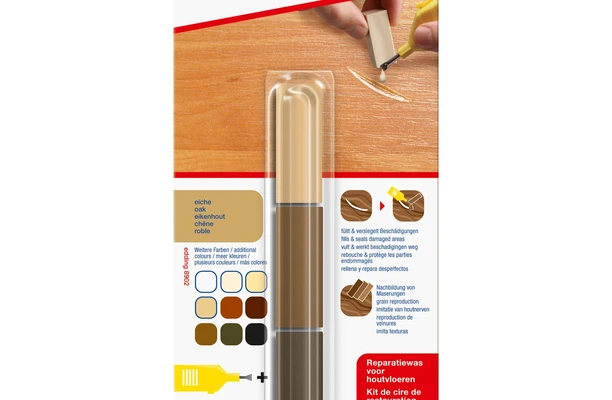 eiche
oak
eikenhout
chêne
roble
Weitere Farben / additional
colours / meer kleuren /
plusieurs couleurs / más colores
edding 8902
füllt & versiegelt Beschädigungen
fills & seals damaged areas
vult & werkt beschadigingen weg
rebouche & protège les parties
endommagés
rellena y repara desperfectos
Nachbildung von
Maserungen
grain reproduction
imitatie van houtnerven
reproduction de
veinures
imita texturas
Reparatiewas
voor
houtvloeren
Kit de cire de
restauration